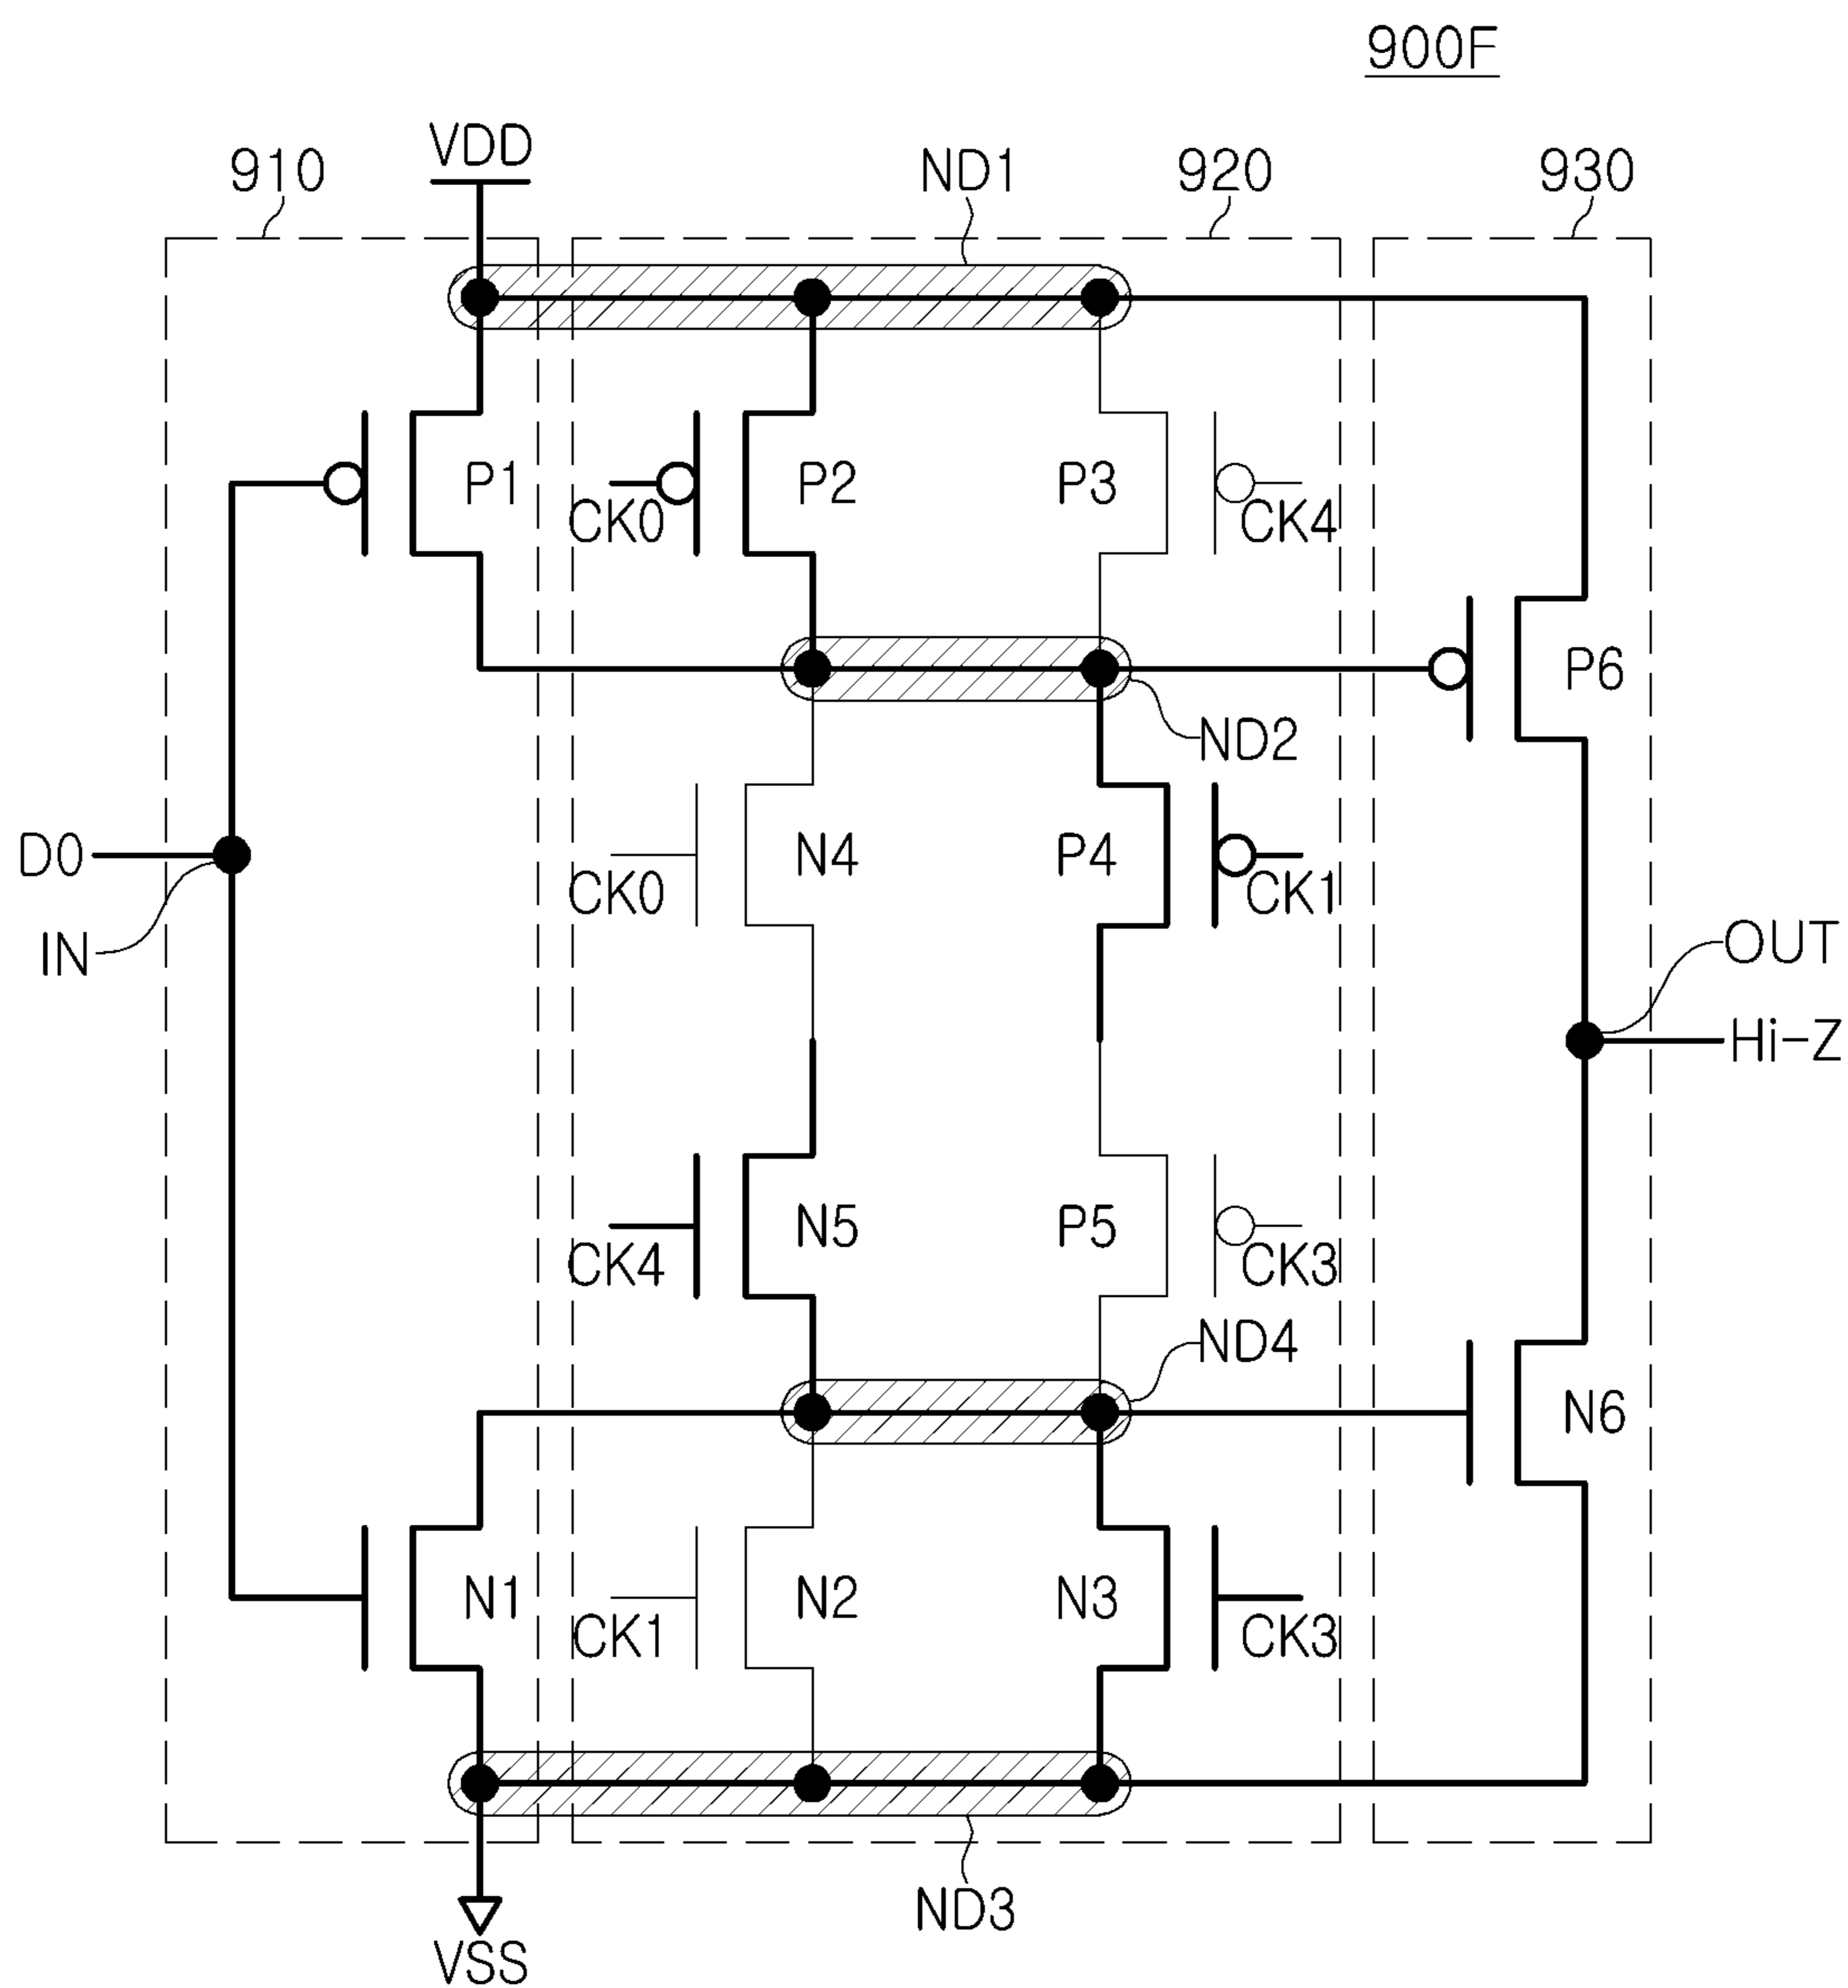 900F
VDD
910
ND1
920
930
P1
P2
P3
CK0
CK4
P6
ND2
D0
N4
P4
CK0
CK1
IN
OUT
Hi-Z
N5
P5
CK4
CK3
ND4
N6
N1
N2
N3
CK1
CK3
ND3
VSS